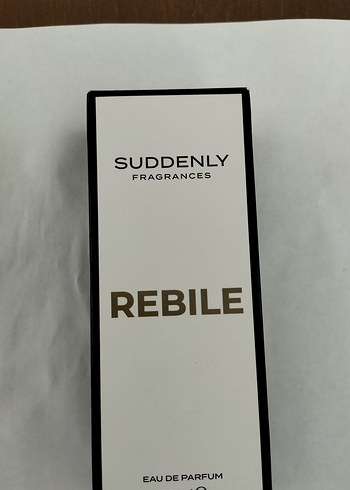 SUDDENLY
FRAGRANCES
REBILE
EAU DE PARFUM